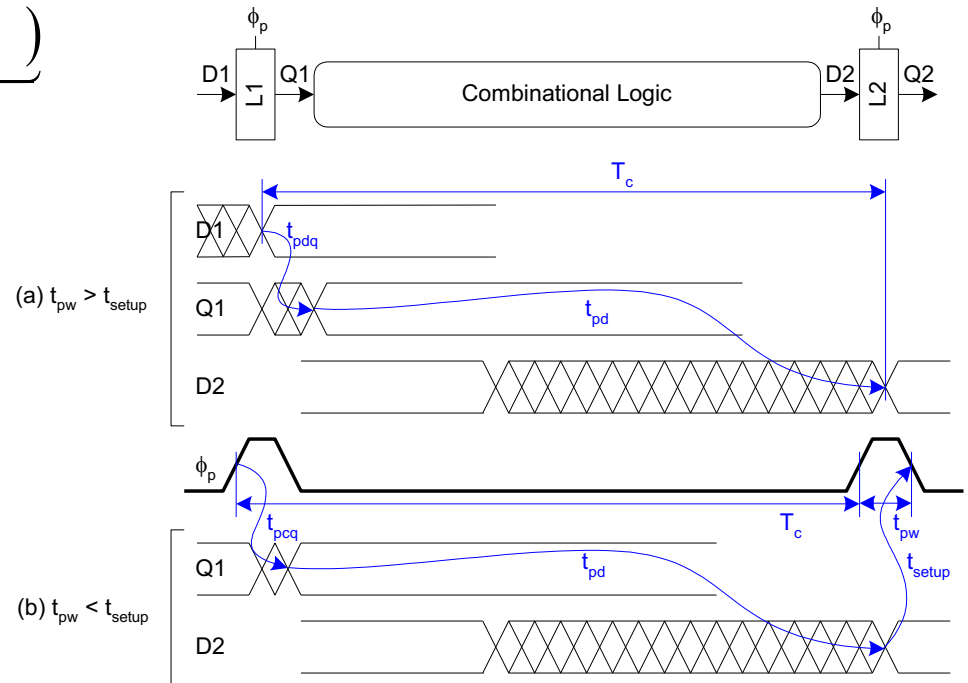 )
ϕp ϕp
D1 L1 Q1 Combinational Logic D2 L2 Q2
Tc
D1 tpdq
(a) tpw > tsetup
Q1 tpd
D2
ϕp
Tc tpw
tpcq
Q1 tpd tsetup
(b) tpw < tsetup
D2